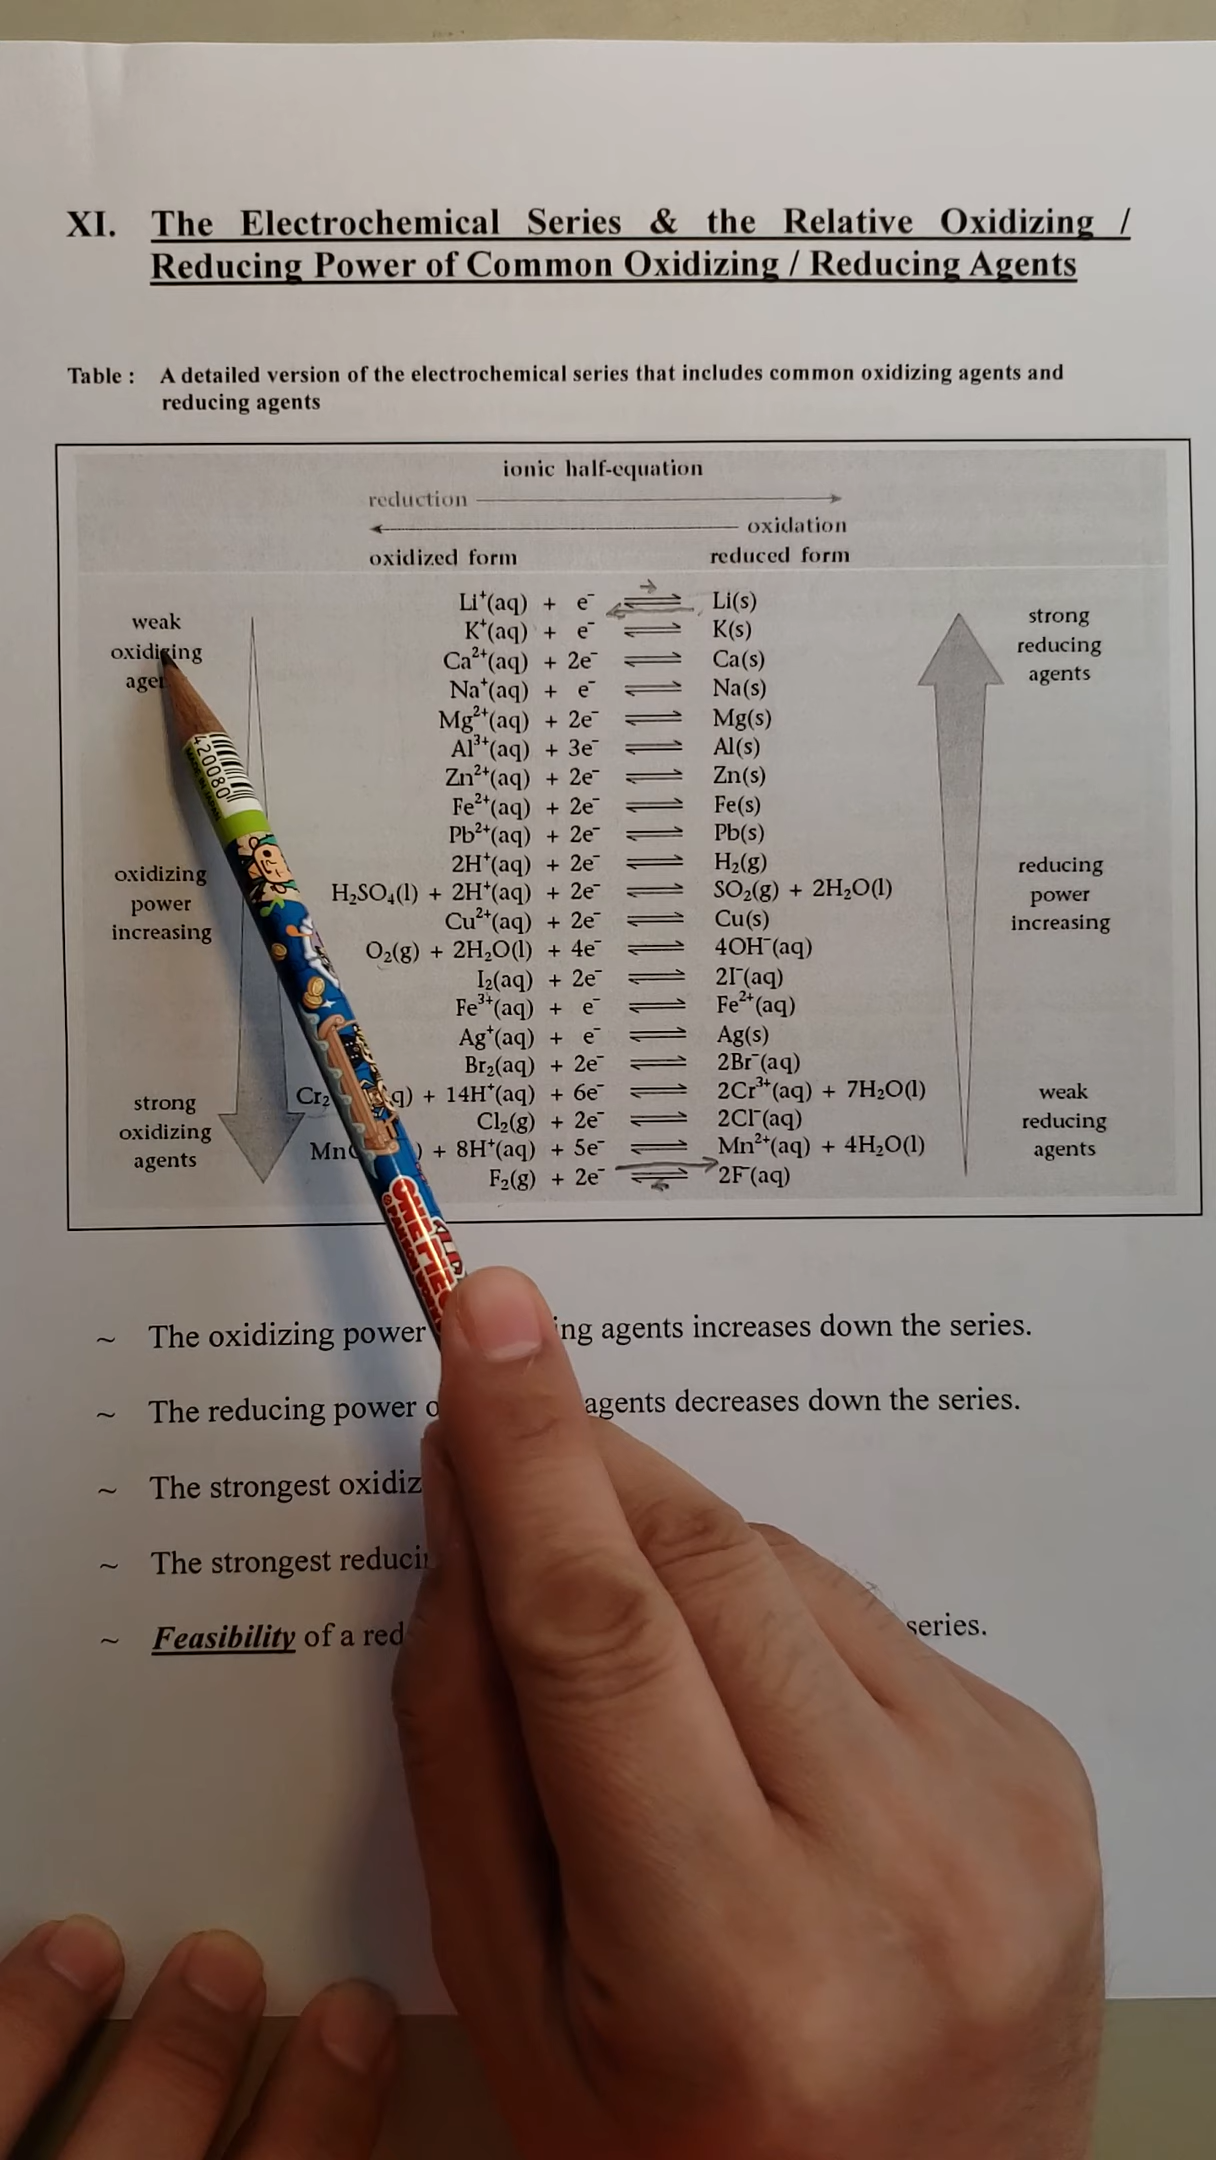 XI. The Electrochemical Series & the Relative Oxidizing /
Reducing Power of Common Oxidizing / Reducing Agents
Table : A detailed version of the electrochemical series that includes common oxidizing agents and
reducing agents
ionic half-equation
reduction
oxidation
oxidized form reduced form
weak
oxidizing
strong
reducing
agents
Li⁺(aq) + e⁻ ⇌ Li(s)
K⁺(aq) + e⁻ ⇌ K(s)
Ca²⁺(aq) + 2e⁻ ⇌ Ca(s)
Na⁺(aq) + e⁻ ⇌ Na(s)
Mg²⁺(aq) + 2e⁻ ⇌ Mg(s)
Al³⁺(aq) + 3e⁻ ⇌ Al(s)
Zn²⁺(aq) + 2e⁻ ⇌ Zn(s)
Fe²⁺(aq) + 2e⁻ ⇌ Fe(s)
Pb²⁺(aq) + 2e⁻ ⇌ Pb(s)
2H⁺(aq) + 2e⁻ ⇌ H₂(g)
H₂SO₄(l) + 2H⁺(aq) + 2e⁻ ⇌ SO₂(g) + 2H₂O(l)
Cu²⁺(aq) + 2e⁻ ⇌ Cu(s)
O₂(g) + 2H₂O(l) + 4e⁻ ⇌ 4OH⁻(aq)
I₂(aq) + 2e⁻ ⇌ 2I⁻(aq)
Fe³⁺(aq) + e⁻ ⇌ Fe²⁺(aq)
Ag⁺(aq) + e⁻ ⇌ Ag(s)
Br₂(aq) + 2e⁻ ⇌ 2Br⁻(aq)
Cr₂ q) + 14H⁺(aq) + 6e⁻ ⇌ 2Cr³⁺(aq) + 7H₂O(l)
Cl₂(g) + 2e⁻ ⇌ 2Cl⁻(aq)
Mn ) + 8H⁺(aq) + 5e⁻ ⇌ Mn²⁺(aq) + 4H₂O(l)
F₂(g) + 2e⁻ ⇌ 2F⁻(aq)
oxidizing
power
increasing
reducing
power
increasing
strong
oxidizing
agents
weak
reducing
agents
420080
MADE IN JAPAN
~ The oxidizing power ing agents increases down the series.
~ The reducing power agents decreases down the series.
~ The strongest oxidiz
~ The strongest reduci
~ Feasibility of a red series.